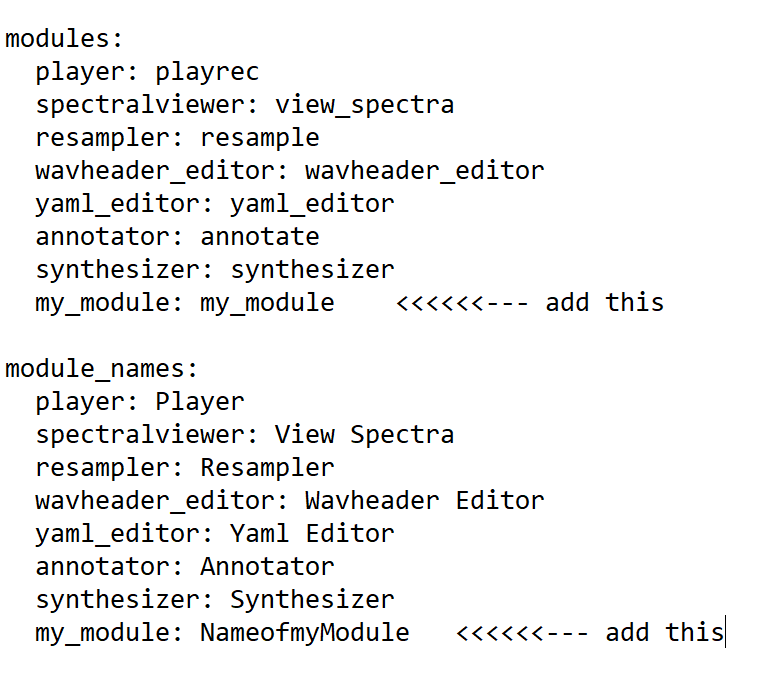 modules:
  player: playrec
  spectralviewer: view_spectra
  resampler: resample
  wavheader_editor: wavheader_editor
  yaml_editor: yaml_editor
  annotator: annotate
  synthesizer: synthesizer
  my_module: my_module    <<<<<<--- add this

module_names:
  player: Player
  spectralviewer: View Spectra
  resampler: Resampler
  wavheader_editor: Wavheader Editor
  yaml_editor: Yaml Editor
  annotator: Annotator
  synthesizer: Synthesizer
  my_module: NameofmyModule   <<<<<<--- add this